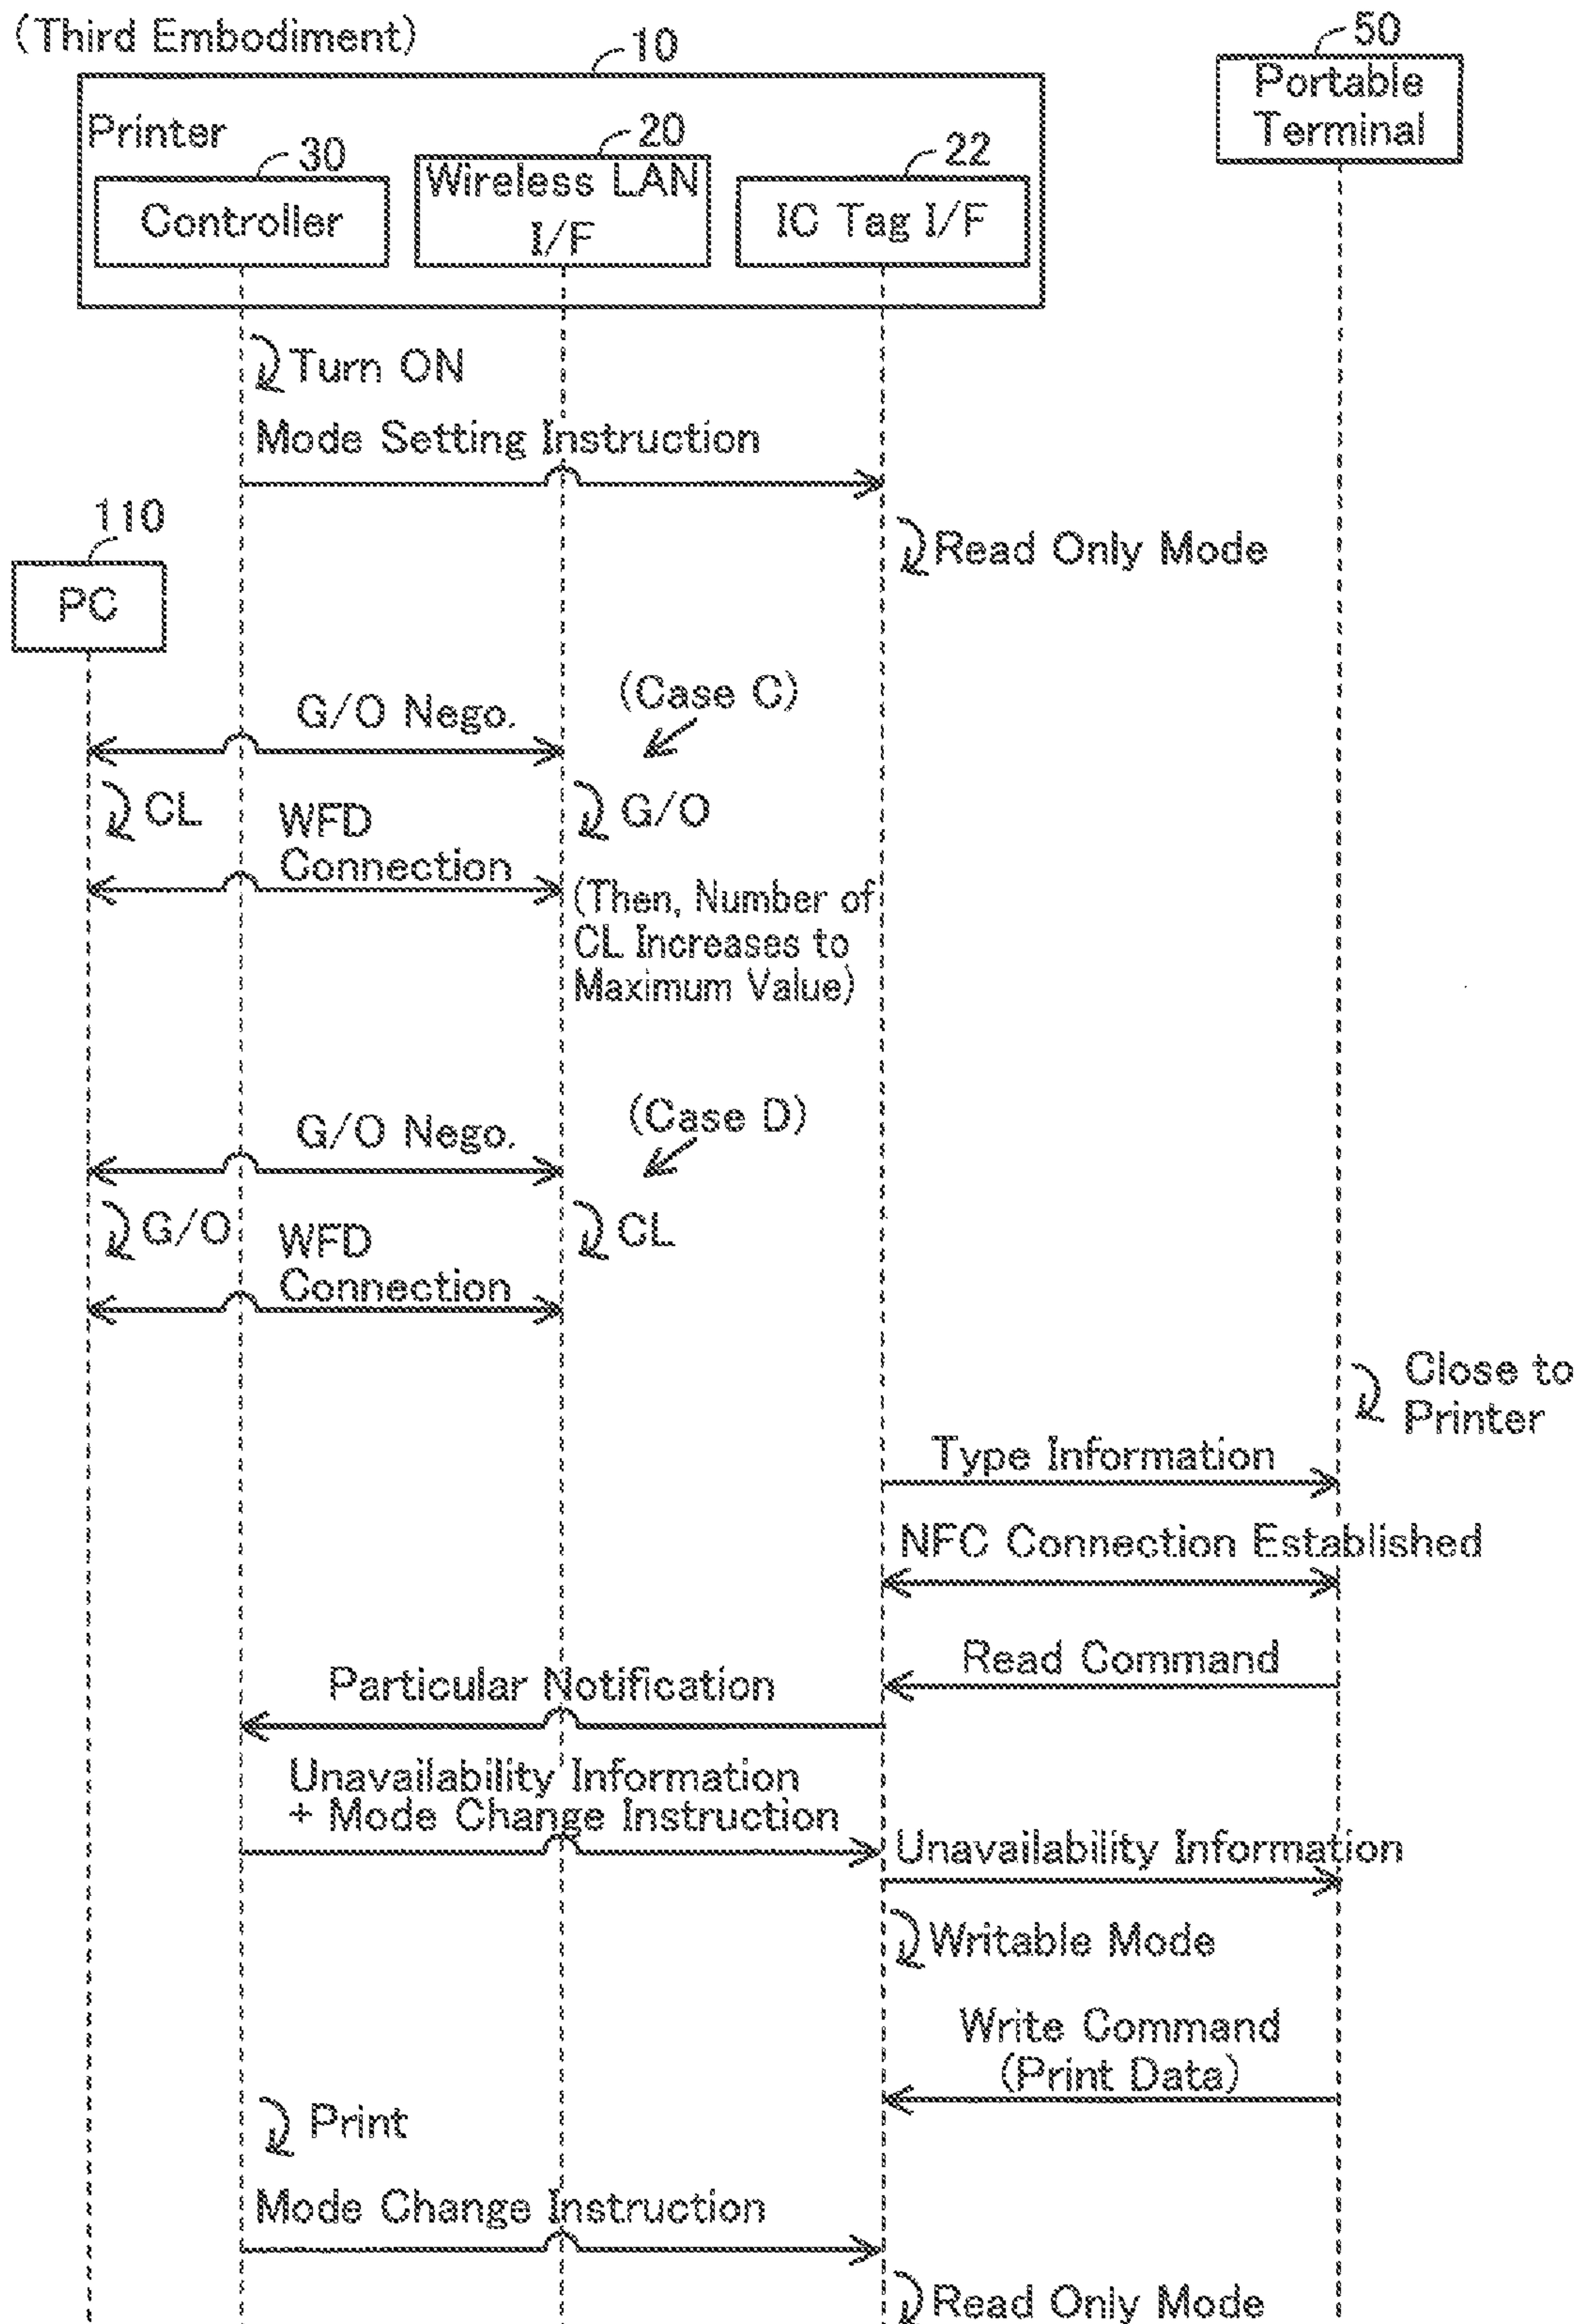 (Third Embodiment)
10
50
Portable
Terminal
Printer
30
20
22
Controller
Wireless LAN
I/F
IC Tag I/F
Turn ON
Mode Setting Instruction
110
Read Only Mode
PC
G/O Nego.
(Case C)
CL
WFD
Connection
G/O
(Then, Number of
CL Increases to
Maximum Value)
G/O Nego.
(Case D)
G/O
WFD
Connection
CL
Close to
Printer
Type Information
NFC Connection Established
Read Command
Particular Notification
Unavailability Information
+ Mode Change Instruction
Unavailability Information
Writable Mode
Write Command
(Print Data)
Print
Mode Change Instruction
Read Only Mode